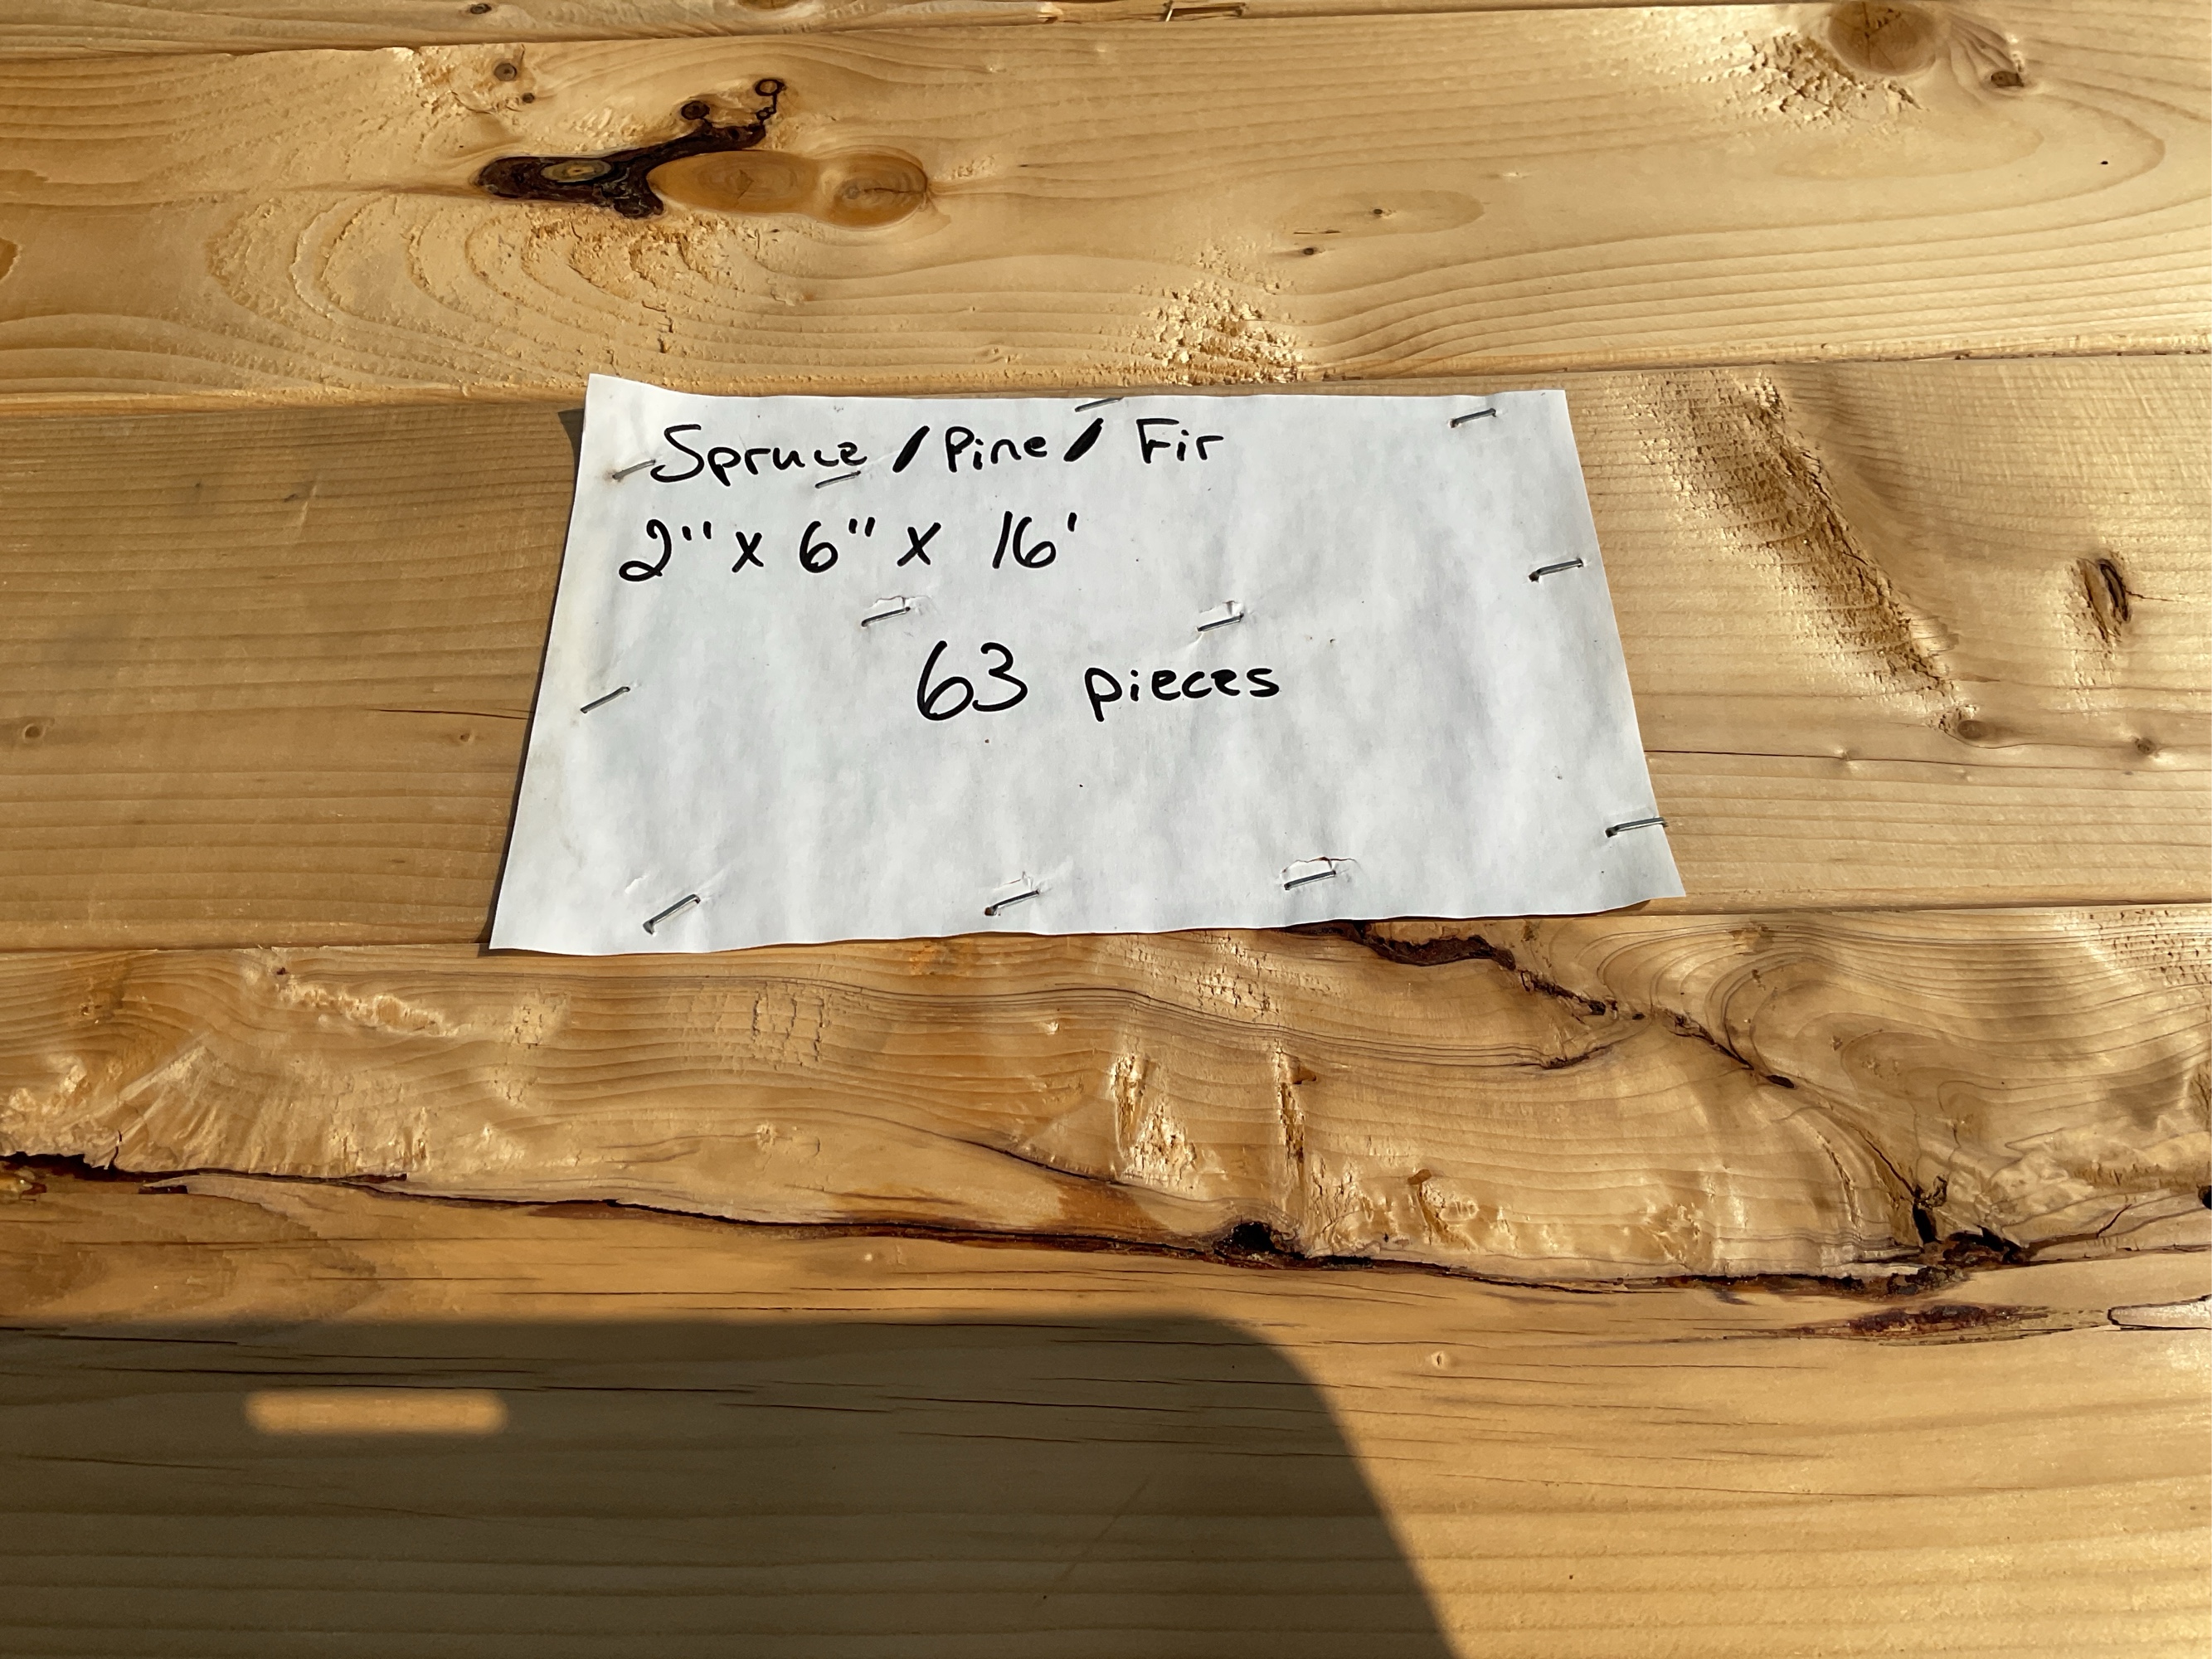 Spruce / Pine / Fir
2" x 6" x 16'
63 pieces